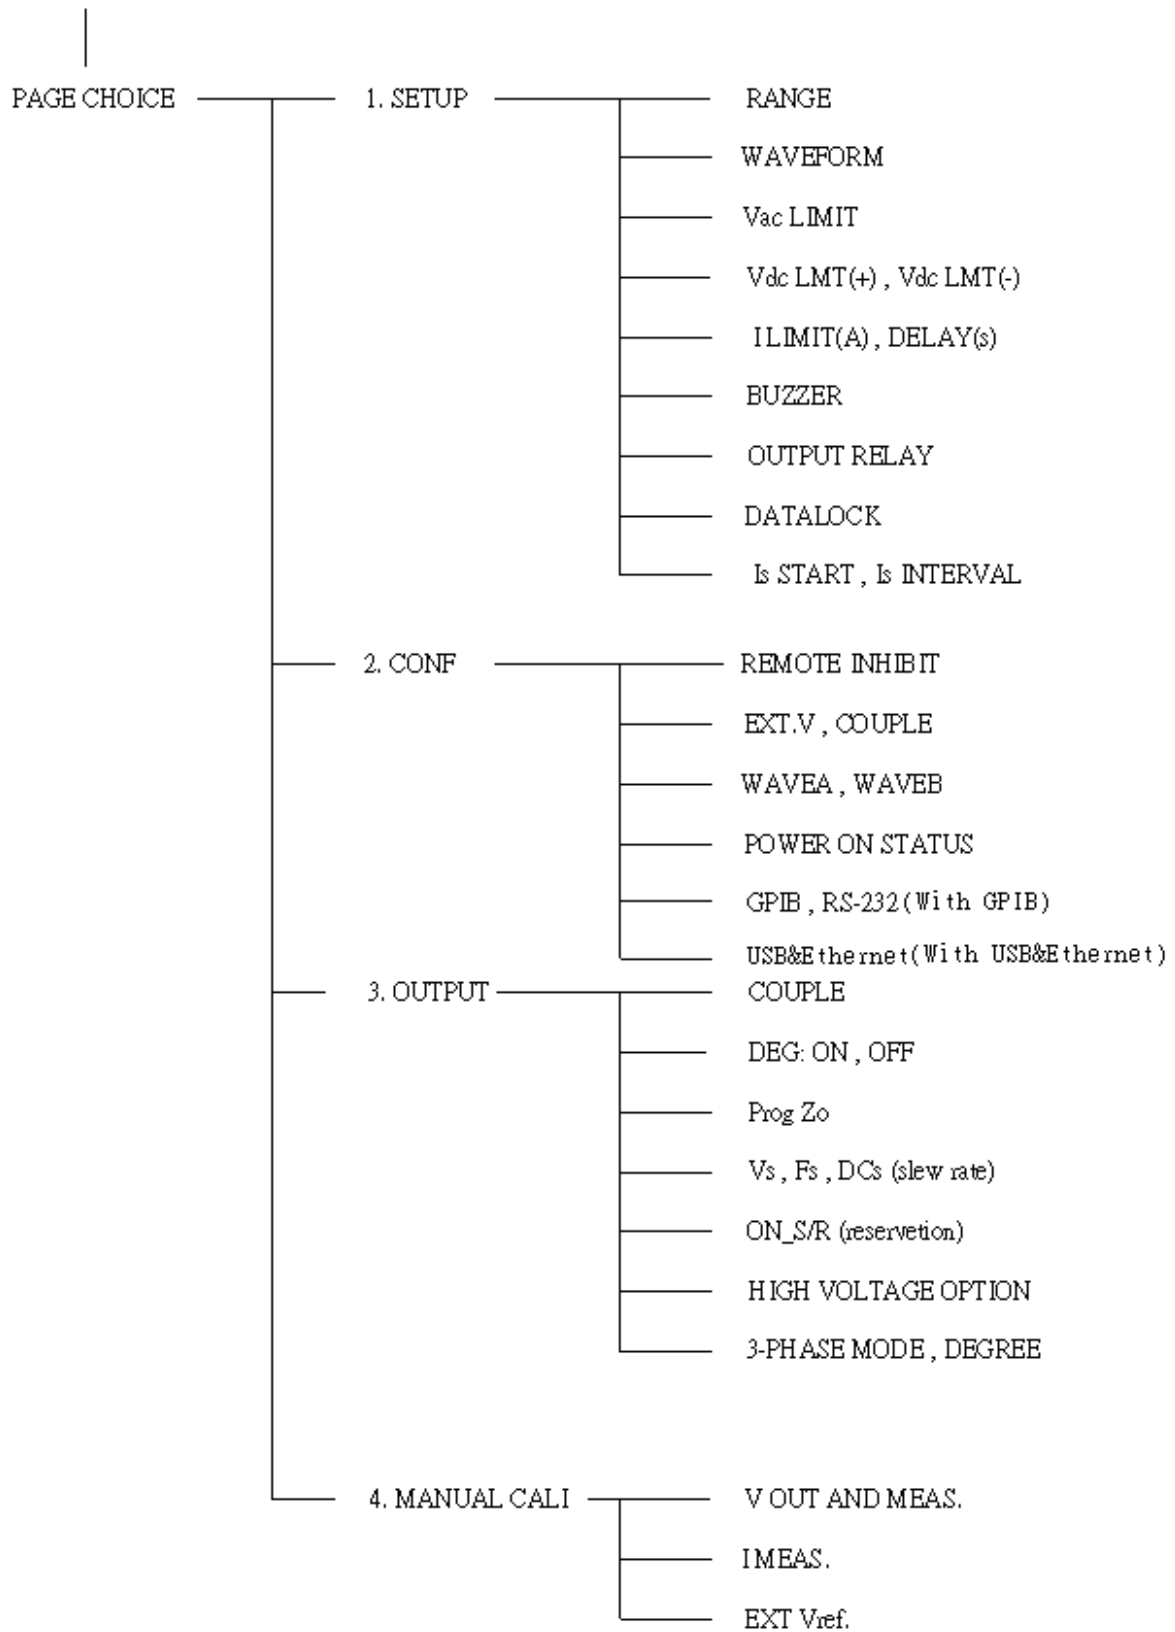 PAGE CHOICE
1. SETUP
RANGE
WAVEFORM
Vac LIMIT
Vdc LMT(+) , Vdc LMT(-)
I LIMIT(A) , DELAY(s)
BUZZER
OUTPUT RELAY
DATALOCK
Is START , Is INTERVAL
2. CONF
REMOTE INHIBIT
EXT.V , COUPLE
WAVEA , WAVEB
POWER ON STATUS
GPIB , RS-232(With GPIB)
USB&Ethernet(With USB&Ethernet)
3. OUTPUT
COUPLE
DEG: ON , OFF
Prog Zo
Vs , Fs , DCs (slew rate)
ON_S/R (reservetion)
HIGH VOLTAGE OPTION
3-PHASE MODE , DEGREE
4. MANUAL CALI
V OUT AND MEAS.
I MEAS.
EXT Vref.